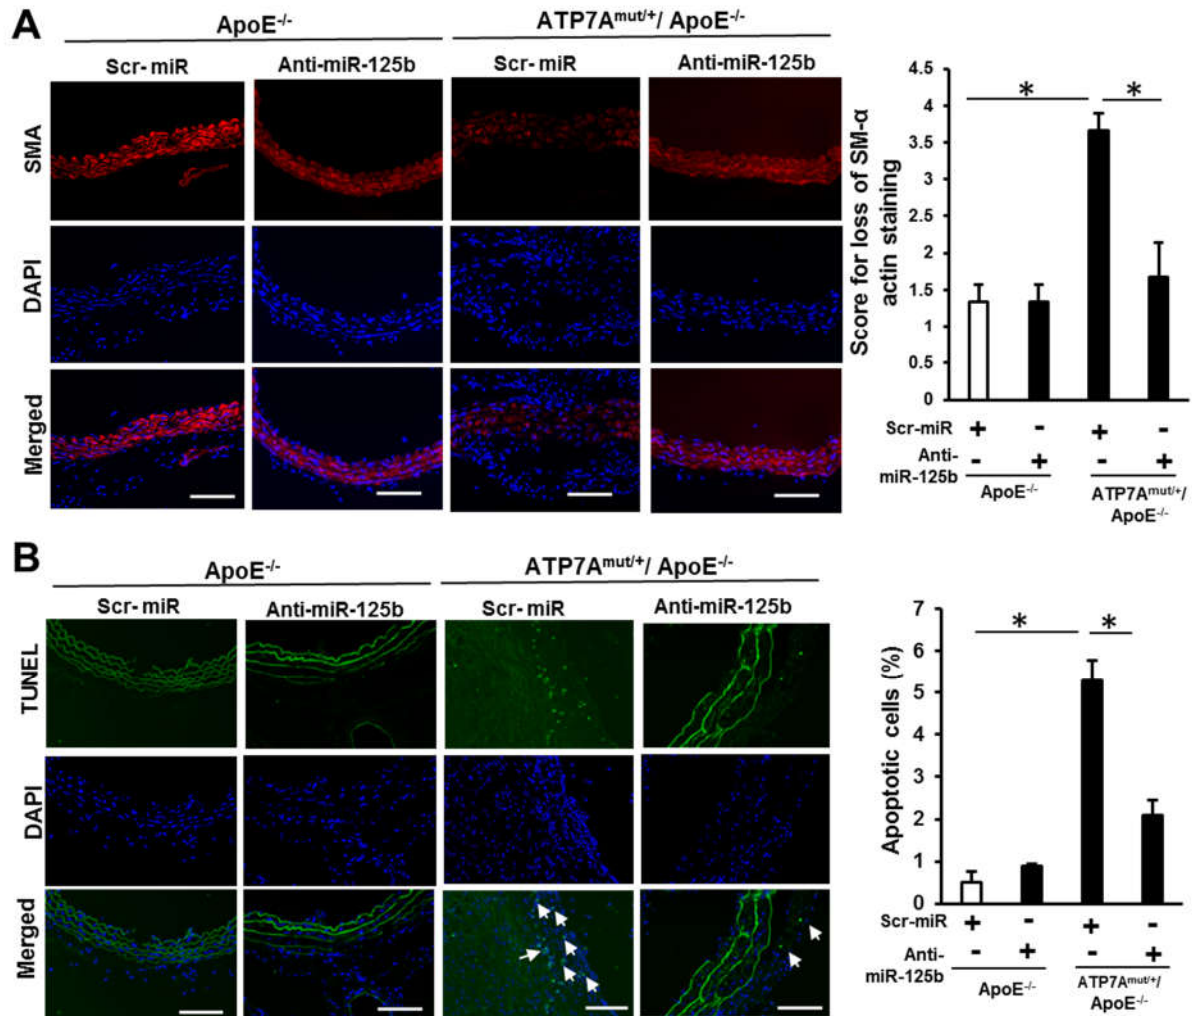 A
ApoE-/-
ATP7Amut/+/ ApoE-/-
Scr- miR
Anti-miR-125b
Scr- miR
Anti-miR-125b
SMA
DAPI
Merged
Score for loss of SM-α
actin staining
4.5
4
3.5
3
2.5
2
1.5
1
0.5
0
*
*
Scr-miR + - + -
Anti-
miR-125b - + - +
ApoE-/-
ATP7Amut/+/
ApoE-/-
B
ApoE-/-
ATP7Amut/+/ ApoE-/-
Scr- miR
Anti-miR-125b
Scr- miR
Anti-miR-125b
TUNEL
DAPI
Merged
Apoptotic cells (%)
7
6
5
4
3
2
1
0
*
*
Scr-miR + - + -
Anti-
miR-125b - + - +
ApoE-/-
ATP7Amut/+/
ApoE-/-